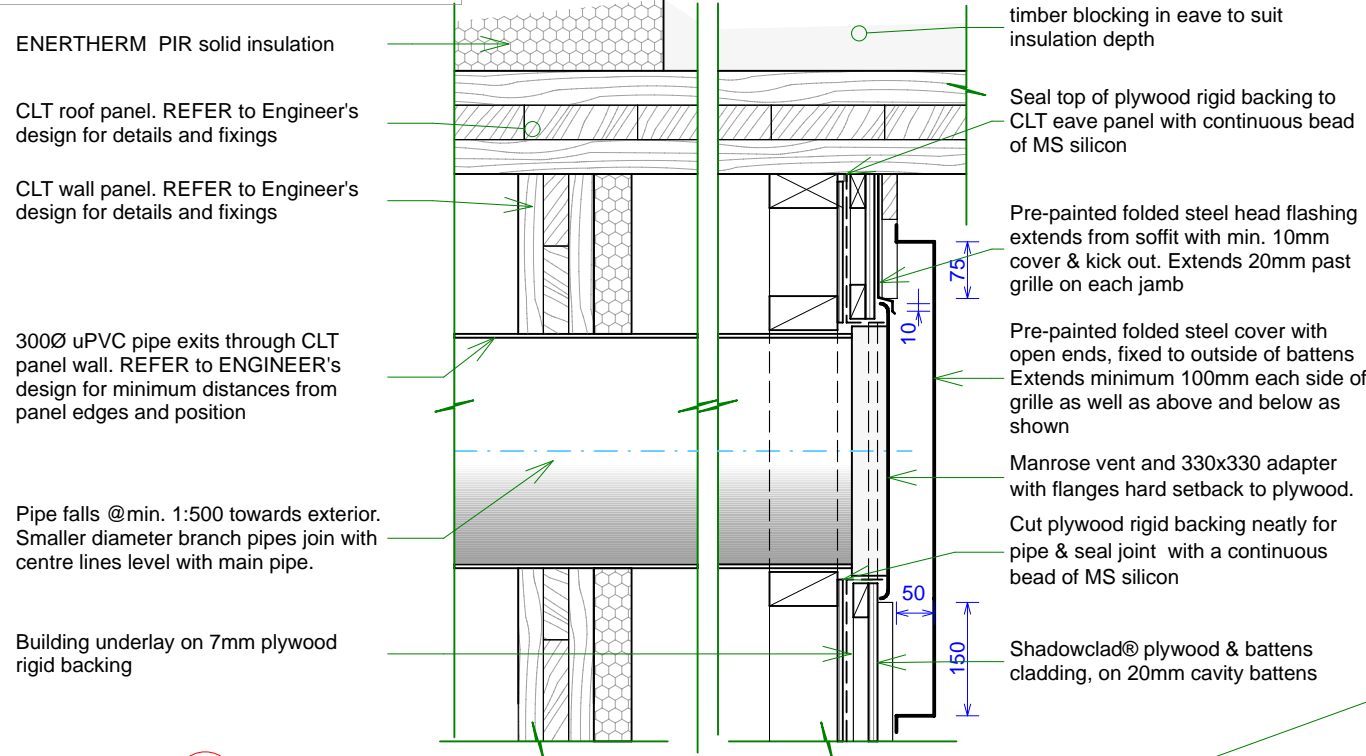 ENERTHERM  PIR solid insulation
CLT roof panel. REFER to Engineer's
design for details and fixings
CLT wall panel. REFER to Engineer's
design for details and fixings
300Ø uPVC pipe exits through CLT
panel wall. REFER to ENGINEER's
design for minimum distances from
panel edges and position
Pipe falls @min. 1:500 towards exterior.
Smaller diameter branch pipes join with
centre lines level with main pipe.
Building underlay on 7mm plywood
rigid backing
75
10
50
150
timber blocking in eave to suit
insulation depth
Seal top of plywood rigid backing to
CLT eave panel with continuous bead
of MS silicon
Pre-painted folded steel head flashing
extends from soffit with min. 10mm
cover & kick out. Extends 20mm past
grille on each jamb
Pre-painted folded steel cover with
open ends, fixed to outside of battens
Extends minimum 100mm each side of
grille as well as above and below as
shown
Manrose vent and 330x330 adapter
with flanges hard setback to plywood.
Cut plywood rigid backing neatly for
pipe & seal joint  with a continuous
bead of MS silicon
Shadowclad® plywood & battens
cladding, on 20mm cavity battens